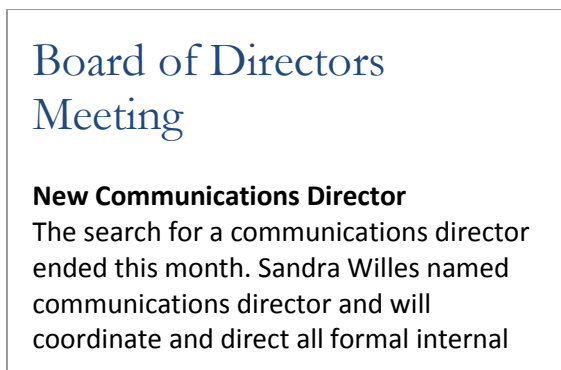 Board of Directors
Meeting
New Communications Director
The search for a communications director
ended this month. Sandra Willes named
communications director and will
coordinate and direct all formal internal